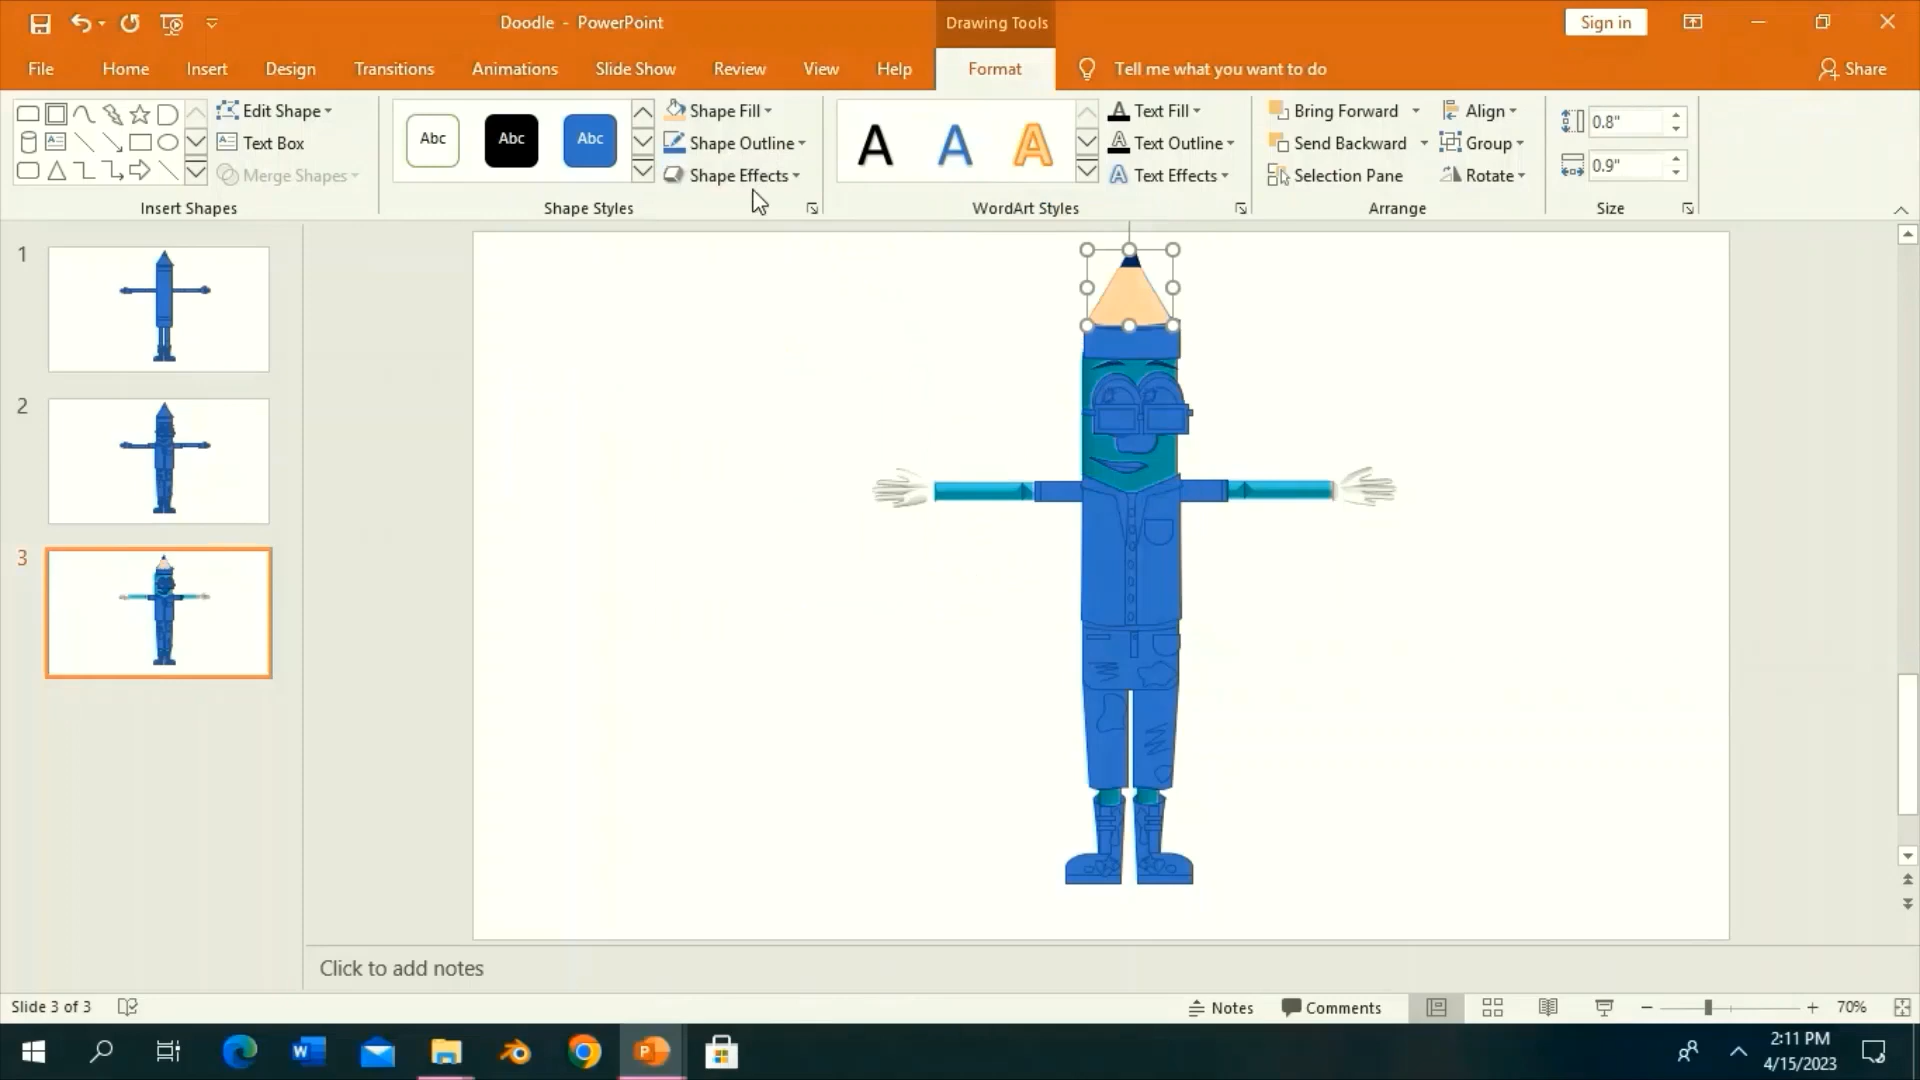 Doodle - PowerPoint
Drawing Tools
Sign in
File
Home
Insert
Design
Transitions
Animations
Slide Show
Review
View
Help
Format
Tell me what you want to do
Share
Edit Shape
Text Box
Merge Shapes
Insert Shapes
Abc
Abc
Abc
Shape Fill
Shape Outline
Shape Effects
Shape Styles
A
A
A
Text Fill
Text Outline
Text Effects
WordArt Styles
Bring Forward
Send Backward
Selection Pane
Align
Group
Rotate
Arrange
0.8"
0.9"
Size
1
2
3
Click to add notes
Slide 3 of 3
Notes
Comments
70%
2:11 PM
4/15/2023